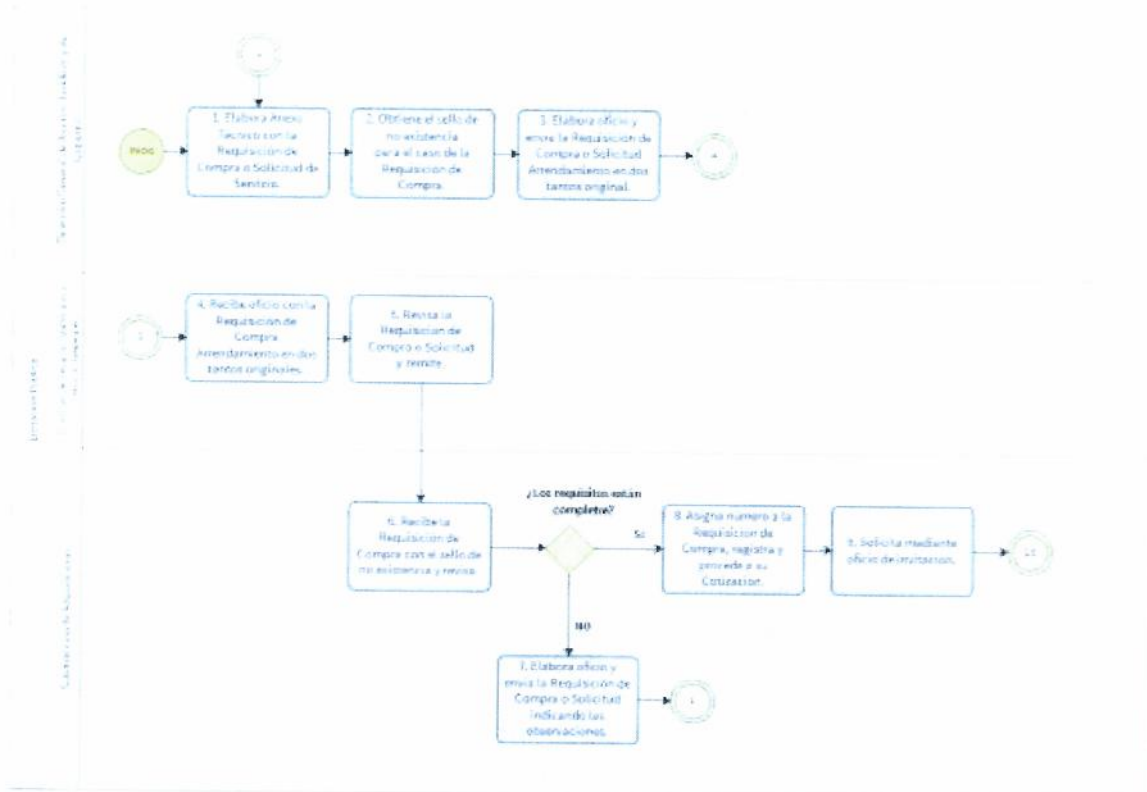 INICIO
1. Elabora Anexo
Técnico con la
Requisición de
Compra o Solicitud de
Servicio.
2. Obtiene el sello de
no existencia
para el caso de la
Requisición de
Compra.
3. Elabora oficio y
envía la Requisición de
Compra o Solicitud
Arrendamiento en dos
tantos original.
4
4. Recibe oficio con la
Requisición de
Compra
Arrendamiento en dos
tantos originales.
5. Revisa la
Requisición de
Compra o Solicitud
y remite.
6. Recibe la
Requisición de
Compra con el sello de
no existencia y revisa.
¿Los requisitos están
completos?
Si
8. Asigna numero a la
Requisición de
Compra, registra y
procede a su
Cotización.
9. Solicita mediante
oficio de invitación.
10
NO
7. Elabora oficio y
envía la Requisición de
Compra o Solicitud
indicando las
observaciones.